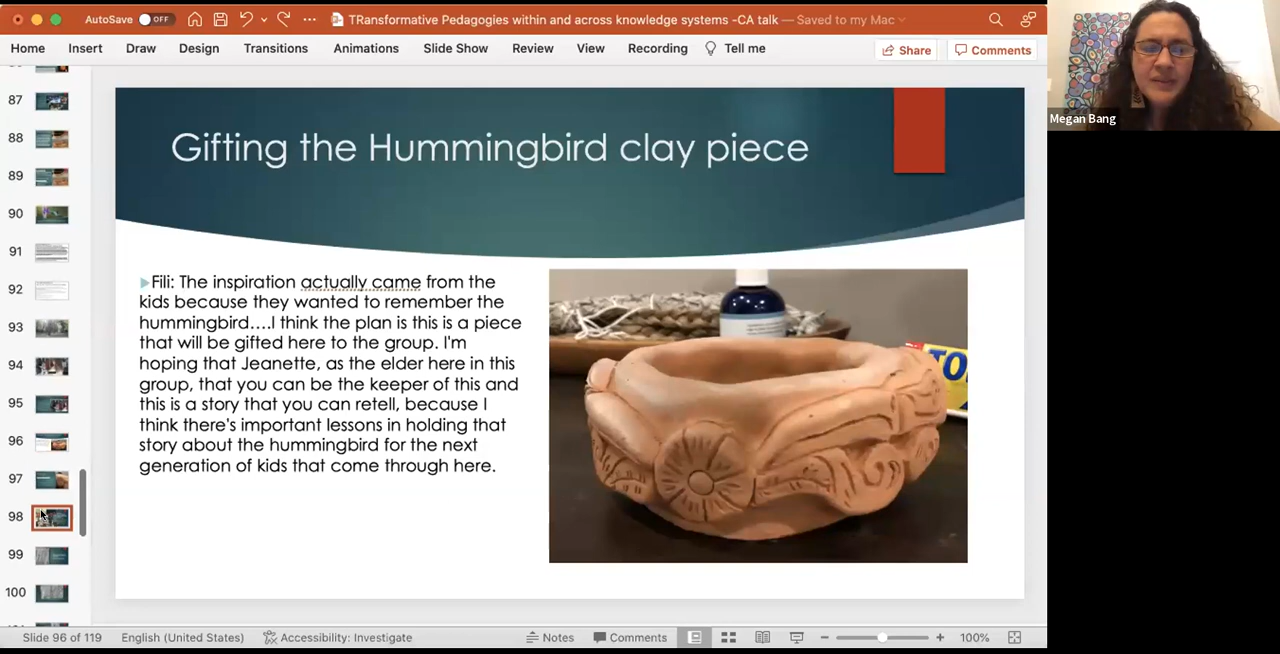 AutoSave OFF TRansformative Pedagogies within and across knowledge systems -CA talk — Saved to my Mac
Home Insert Draw Design Transitions Animations Slide Show Review View Recording Tell me Share Comments
87
88
89
90
91
92
93
94
95
96
97
98
99
100
Gifting the Hummingbird clay piece
Fili: The inspiration actually came from the
kids because they wanted to remember the
hummingbird....I think the plan is this is a piece
that will be gifted here to the group. I'm
hoping that Jeanette, as the elder here in this
group, that you can be the keeper of this and
this is a story that you can retell, because I
think there's important lessons in holding that
story about the hummingbird for the next
generation of kids that come through here.
TO
Slide 96 of 119 English (United States) Accessibility: Investigate Notes Comments 100%
Megan Bang